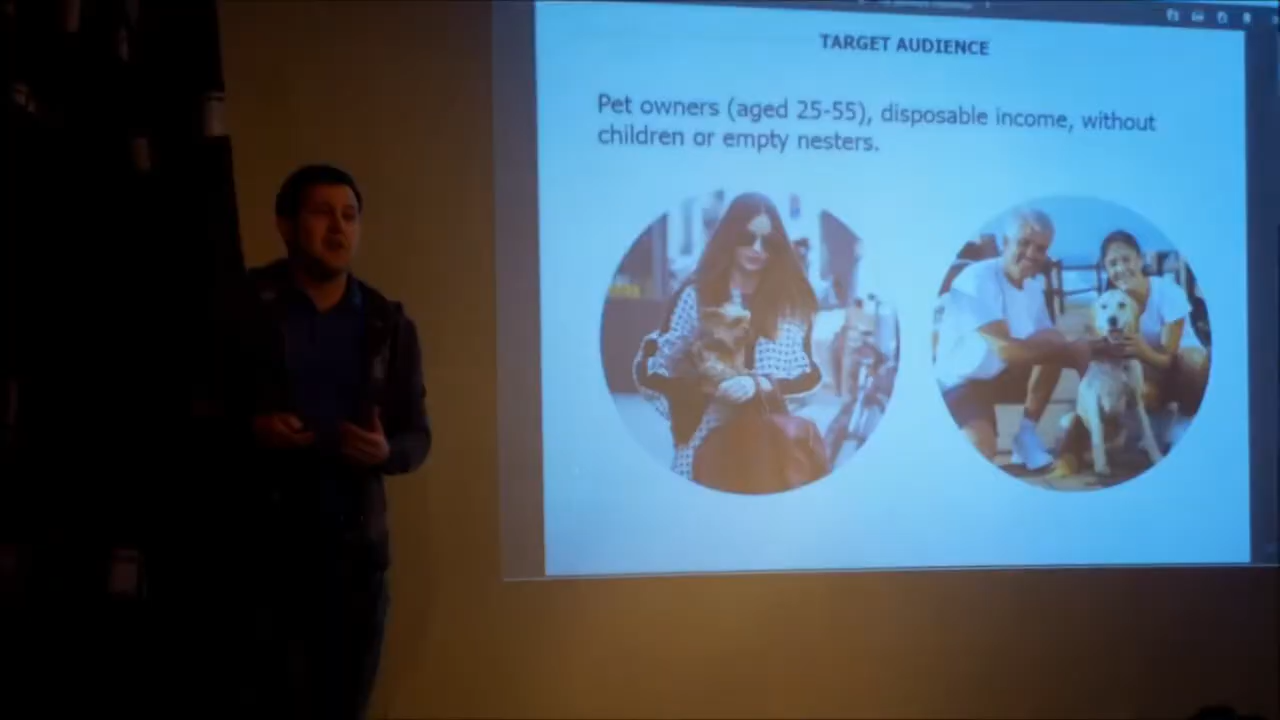 TARGET AUDIENCE
Pet owners (aged 25-55), disposable income, without
children or empty nesters.